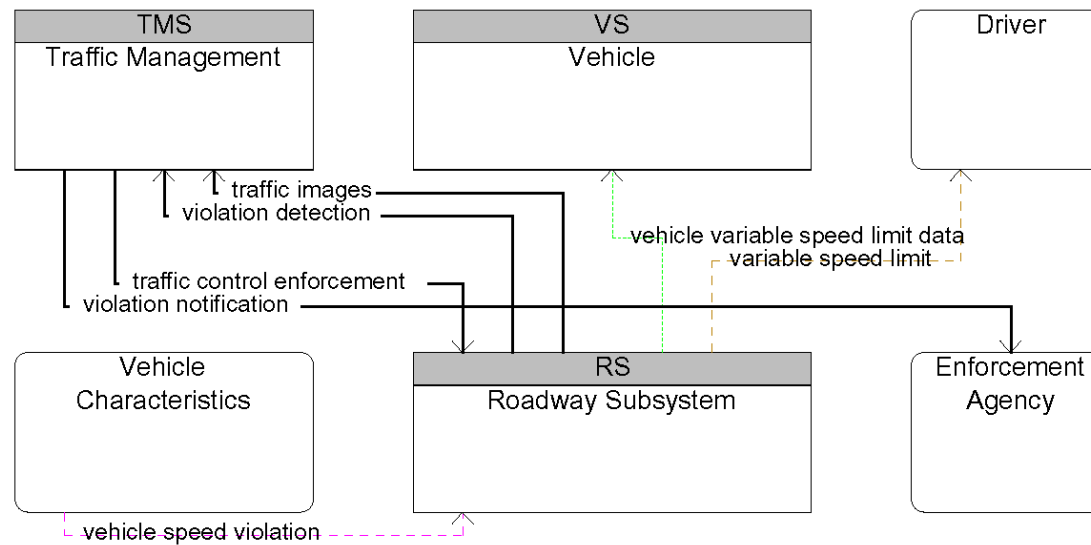 TMS
Traffic Management
VS
Vehicle
Driver
traffic images
violation detection
vehicle variable speed limit data
variable speed limit
traffic control enforcement
violation notification
Vehicle
Characteristics
RS
Roadway Subsystem
Enforcement
Agency
vehicle speed violation